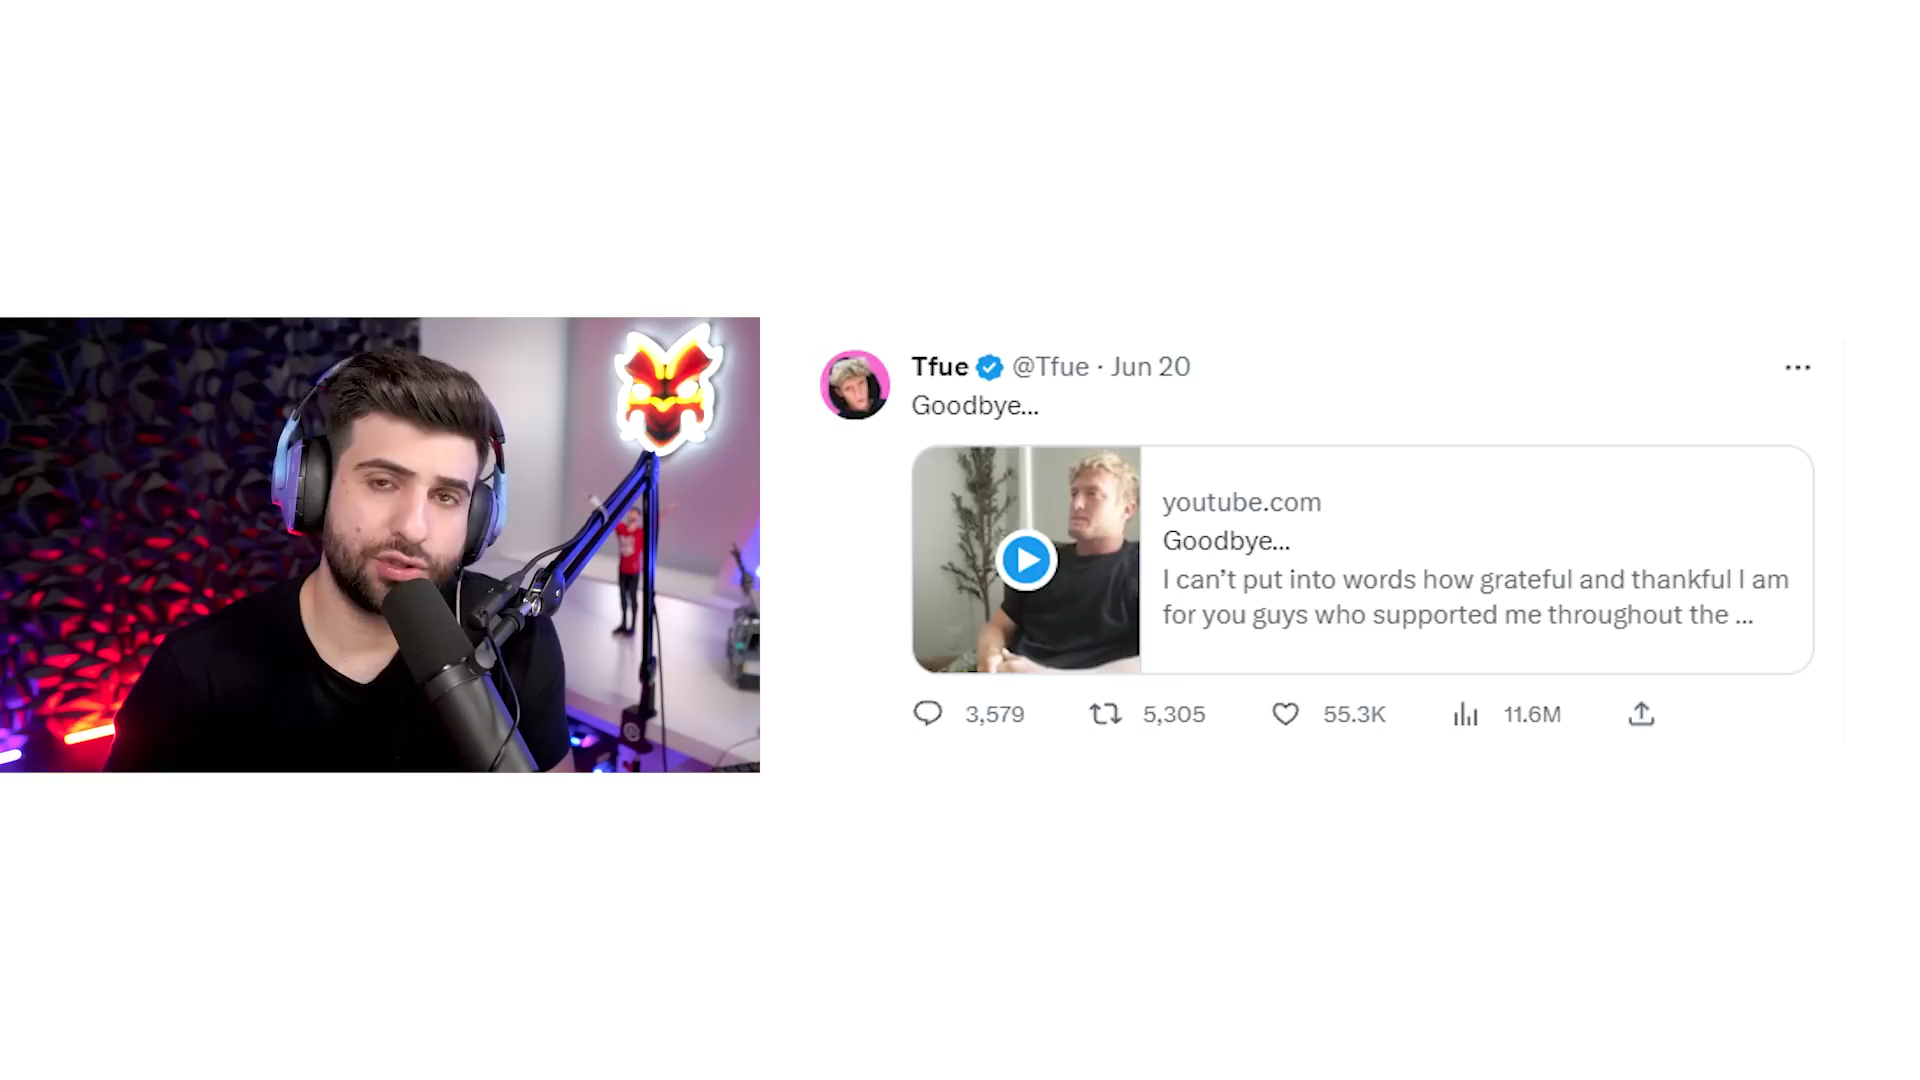 Tfue @Tfue · Jun 20
Goodbye...
youtube.com
Goodbye...
I can't put into words how grateful and thankful I am
for you guys who supported me throughout the ...
3,579 5,305 55.3K 11.6M